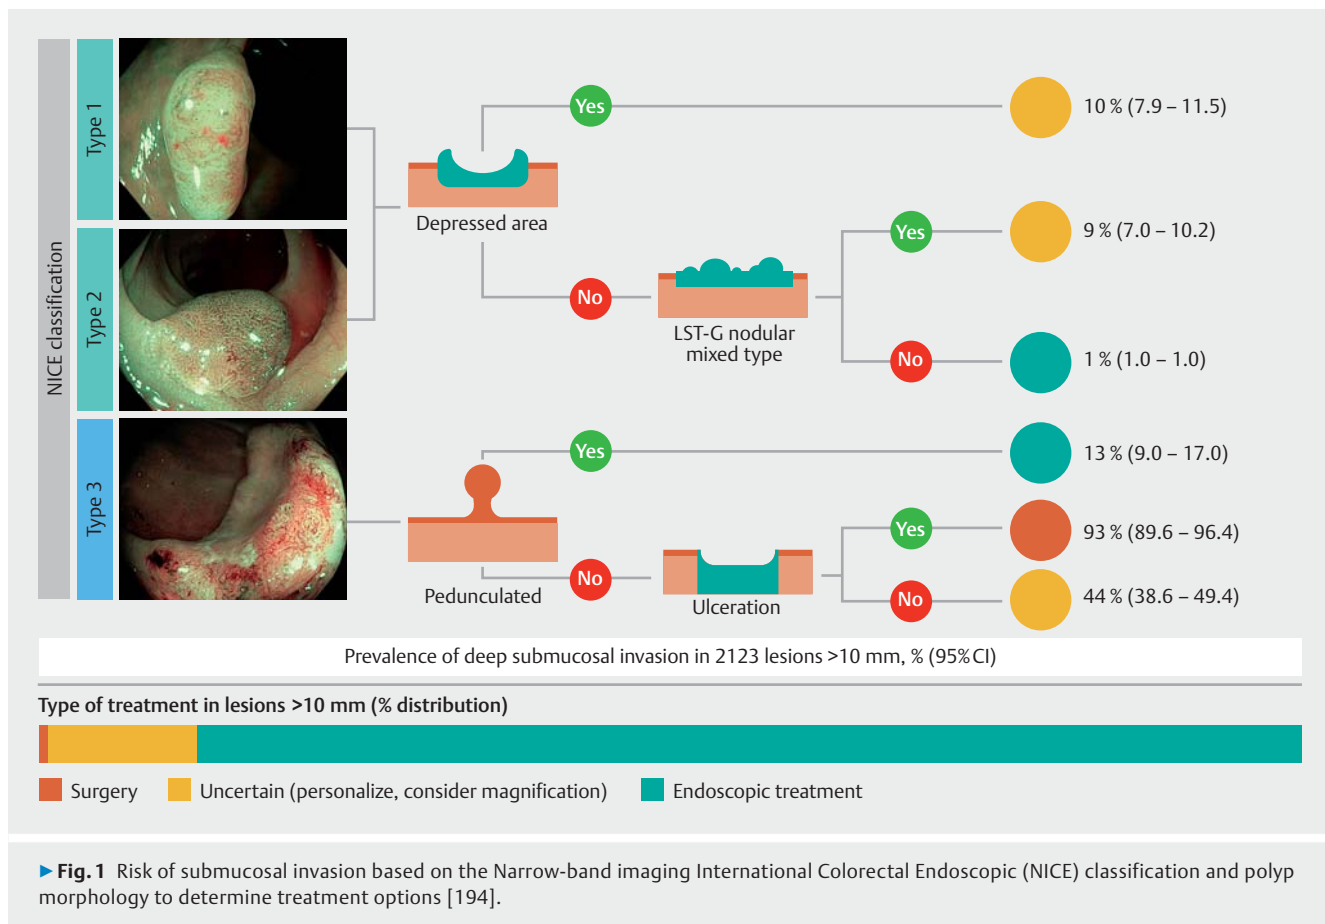 NICE classification
Type 1
Type 2
Type 3
Depressed area
Yes
10 % (7.9 – 11.5)
No
LST-G nodular
mixed type
Yes
9 % (7.0 – 10.2)
No
1 % (1.0 – 1.0)
Pedunculated
Yes
13 % (9.0 – 17.0)
No
Ulceration
Yes
93 % (89.6 – 96.4)
No
44 % (38.6 – 49.4)
Prevalence of deep submucosal invasion in 2123 lesions >10 mm, % (95% CI)
Type of treatment in lesions >10 mm (% distribution)
Surgery
Uncertain (personalize, consider magnification)
Endoscopic treatment
▶ Fig. 1 Risk of submucosal invasion based on the Narrow-band imaging International Colorectal Endoscopic (NICE) classification and polyp
morphology to determine treatment options [194].